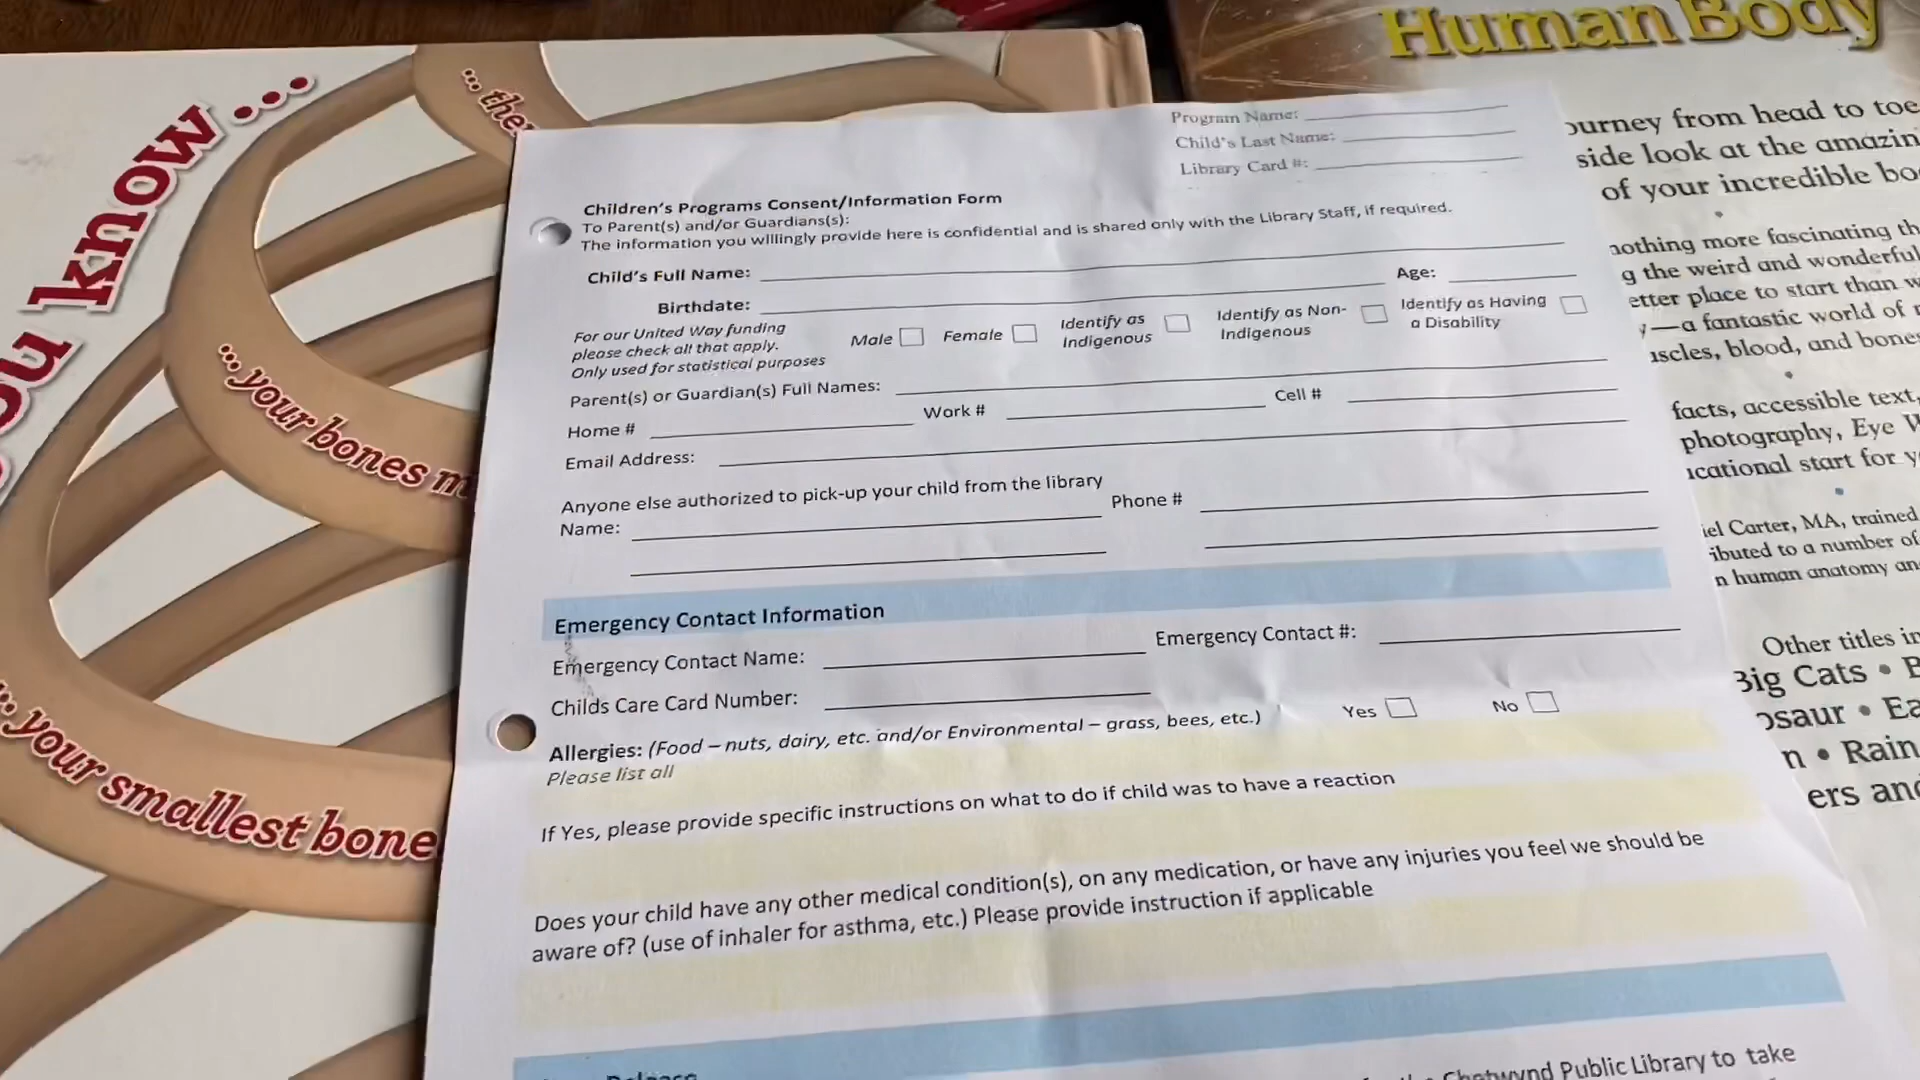 know...
...the
...your bones m
...your smallest bone
Human Body
ourney from head to toe
side look at the amazin
of your incredible bo
nothing more fascinating th
g the weird and wonderful
etter place to start than w
y—a fantastic world of
uscles, blood, and bones
facts, accessible text,
photography, Eye W
ucational start for y
iel Carter, MA, trained
ibuted to a number of
n human anatomy an
Other titles in
Big Cats • B
osaur • Ea
n • Rain
ers and
Program Name:
Child's Last Name:
Library Card #:
Children's Programs Consent/Information Form
To Parent(s) and/or Guardians(s):
The information you willingly provide here is confidential and is shared only with the Library Staff, if required.
Child's Full Name:
Age:
Birthdate:
For our United Way funding
please check all that apply.
Only used for statistical purposes
Male
Female
Identify as
Indigenous
Identify as Non-
Indigenous
Identify as Having
a Disability
Parent(s) or Guardian(s) Full Names:
Home # Work # Cell #
Email Address:
Anyone else authorized to pick-up your child from the library
Name: Phone #
Emergency Contact Information
Emergency Contact Name: Emergency Contact #:
Childs Care Card Number:
Allergies: (Food – nuts, dairy, etc. and/or Environmental – grass, bees, etc.) Yes No
Please list all
If Yes, please provide specific instructions on what to do if child was to have a reaction
Does your child have any other medical condition(s), on any medication, or have any injuries you feel we should be
aware of? (use of inhaler for asthma, etc.) Please provide instruction if applicable
Release
Chetwynd Public Library to take